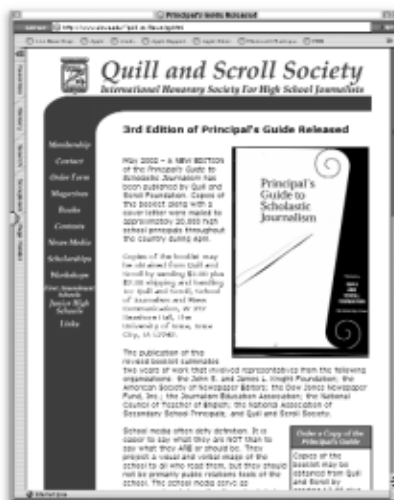 Principal's Guide Released
Quill and Scroll Society
International Honorary Society For High School Journalists
3rd Edition of Principal's Guide Released
Membership
Contact
Order Form
Magazines
Books
Contests
News Media
Scholarships
Workshops
Junior High
Schools
Links
May 2002 – A NEW EDITION
of the Principal's Guide to
Scholastic Journalism has
been published by Quill and
Scroll Foundation. Copies of
the booklet along with a
cover letter were mailed to
approximately 20,000 high
school principals throughout
the country during April.
Principal's
Guide to
Scholastic
Journalism
Copies of the booklet may
be obtained from Quill and
Scroll by sending plus
shipping and handling
to: Quill and Scroll, School
of Journalism and Mass
Communication,
The
University of Iowa, Iowa
City, IA
The publication of this
revised booklet culminates
two years of work that involved representatives from the following
organizations: the John S. and James L. Knight Foundation; the
American Society of Newspaper Editors; the Dow Jones Newspaper
Fund, Inc.; the Journalism Education Association; the National
Council of Teacher of English; the National Association of
Secondary School Principals; and Quill and Scroll Society.
School media often defy definition. It is
easier to say what they are NOT than to
say what they ARE or should be. They
project a visual and verbal image of the
school to all who read them, but they should
not be primarily public relations tools of the
school. The school media serve as
Order a Copy of the
Principal's Guide
Copies of the
booklet may be
obtained from Quill
and Scroll by